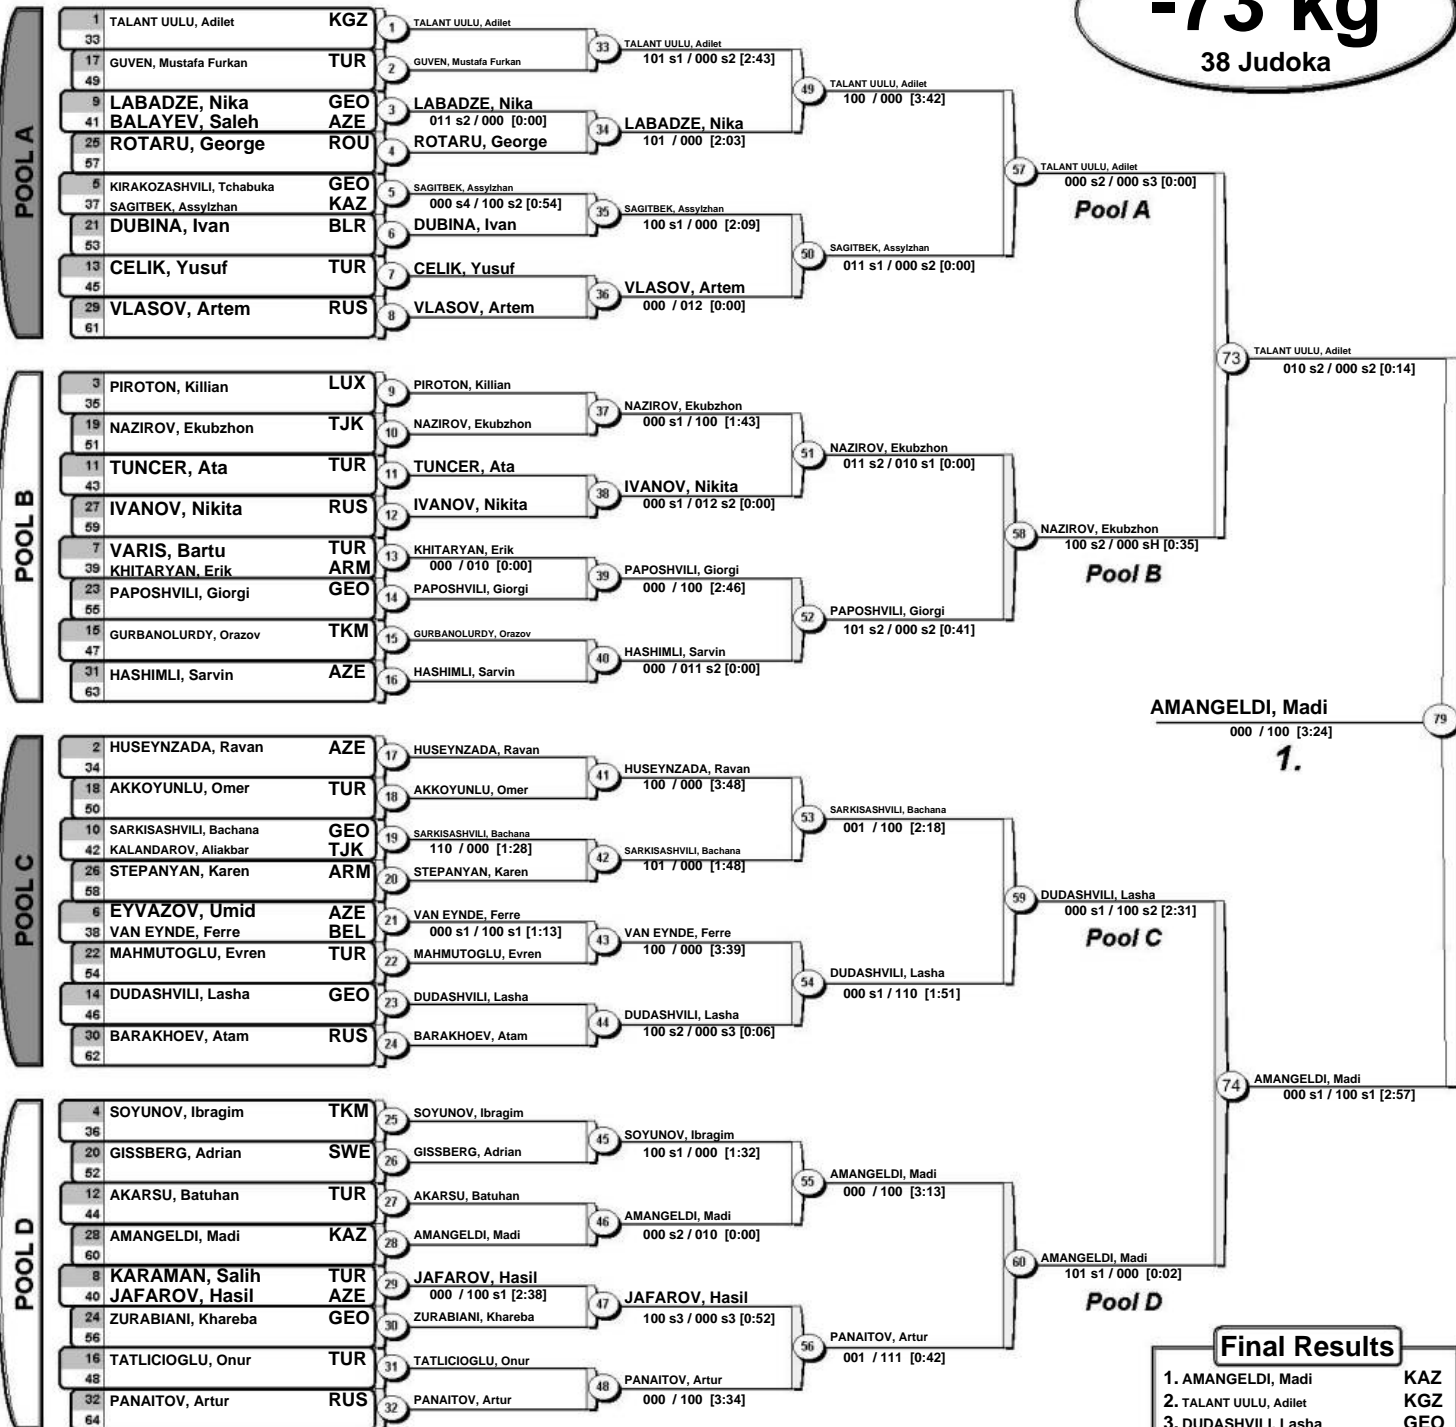 -73 kg
38 Judoka
POOL A
1 TALANT UULU, Adilet KGZ
33
17 GUVEN, Mustafa Furkan TUR
49
9 LABADZE, Nika GEO
41 BALAYEV, Saleh AZE
25 ROTARU, George ROU
57
5 KIRAKOZASHVILI, Tchabuka GEO
37 SAGITBEK, Assylzhan KAZ
21 DUBINA, Ivan BLR
53
13 CELIK, Yusuf TUR
45
29 VLASOV, Artem RUS
61
1 TALANT UULU, Adilet
2 GUVEN, Mustafa Furkan
3 LABADZE, Nika
011 s2 / 000 [0:00]
4 ROTARU, George
5 SAGITBEK, Assylzhan
000 s4 / 100 s2 [0:54]
6 DUBINA, Ivan
7 CELIK, Yusuf
8 VLASOV, Artem
33 TALANT UULU, Adilet
101 s1 / 000 s2 [2:43]
34 LABADZE, Nika
101 / 000 [2:03]
35 SAGITBEK, Assylzhan
100 s1 / 000 [2:09]
36 VLASOV, Artem
000 / 012 [0:00]
49 TALANT UULU, Adilet
100 / 000 [3:42]
50 SAGITBEK, Assylzhan
011 s1 / 000 s2 [0:00]
57 TALANT UULU, Adilet
000 s2 / 000 s3 [0:00]
Pool A
POOL B
3 PIROTON, Killian LUX
35
19 NAZIROV, Ekubzhon TJK
51
11 TUNCER, Ata TUR
43
27 IVANOV, Nikita RUS
59
7 VARIS, Bartu TUR
39 KHITARYAN, Erik ARM
23 PAPOSHVILI, Giorgi GEO
55
15 GURBANOLURDY, Orazov TKM
47
31 HASHIMLI, Sarvin AZE
63
9 PIROTON, Killian
10 NAZIROV, Ekubzhon
11 TUNCER, Ata
12 IVANOV, Nikita
13 KHITARYAN, Erik
000 / 010 [0:00]
14 PAPOSHVILI, Giorgi
15 GURBANOLURDY, Orazov
16 HASHIMLI, Sarvin
37 NAZIROV, Ekubzhon
000 s1 / 100 [1:43]
38 IVANOV, Nikita
000 s1 / 012 s2 [0:00]
39 PAPOSHVILI, Giorgi
000 / 100 [2:46]
40 HASHIMLI, Sarvin
000 / 011 s2 [0:00]
51 NAZIROV, Ekubzhon
011 s2 / 010 s1 [0:00]
52 PAPOSHVILI, Giorgi
101 s2 / 000 s2 [0:41]
58 NAZIROV, Ekubzhon
100 s2 / 000 sH [0:35]
Pool B
73 TALANT UULU, Adilet
010 s2 / 000 s2 [0:14]
AMANGELDI, Madi 79
000 / 100 [3:24]
1.
POOL C
2 HUSEYNZADA, Ravan AZE
34
18 AKKOYUNLU, Omer TUR
50
10 SARKISASHVILI, Bachana GEO
42 KALANDAROV, Aliakbar TJK
26 STEPANYAN, Karen ARM
58
6 EYVAZOV, Umid AZE
38 VAN EYNDE, Ferre BEL
22 MAHMUTOGLU, Evren TUR
54
14 DUDASHVILI, Lasha GEO
46
30 BARAKHOEV, Atam RUS
62
17 HUSEYNZADA, Ravan
18 AKKOYUNLU, Omer
19 SARKISASHVILI, Bachana
110 / 000 [1:28]
20 STEPANYAN, Karen
21 VAN EYNDE, Ferre
000 s1 / 100 s1 [1:13]
22 MAHMUTOGLU, Evren
23 DUDASHVILI, Lasha
24 BARAKHOEV, Atam
41 HUSEYNZADA, Ravan
100 / 000 [3:48]
42 SARKISASHVILI, Bachana
101 / 000 [1:48]
43 VAN EYNDE, Ferre
100 / 000 [3:39]
44 DUDASHVILI, Lasha
100 s2 / 000 s3 [0:06]
53 SARKISASHVILI, Bachana
001 / 100 [2:18]
54 DUDASHVILI, Lasha
000 s1 / 110 [1:51]
59 DUDASHVILI, Lasha
000 s1 / 100 s2 [2:31]
Pool C
74 AMANGELDI, Madi
000 s1 / 100 s1 [2:57]
POOL D
4 SOYUNOV, Ibragim TKM
36
20 GISSBERG, Adrian SWE
52
12 AKARSU, Batuhan TUR
44
28 AMANGELDI, Madi KAZ
60
8 KARAMAN, Salih TUR
40 JAFAROV, Hasil AZE
24 ZURABIANI, Khareba GEO
56
16 TATLICIOGLU, Onur TUR
48
32 PANAITOV, Artur RUS
64
25 SOYUNOV, Ibragim
26 GISSBERG, Adrian
27 AKARSU, Batuhan
28 AMANGELDI, Madi
29 JAFAROV, Hasil
000 / 100 s1 [2:38]
30 ZURABIANI, Khareba
31 TATLICIOGLU, Onur
32 PANAITOV, Artur
45 SOYUNOV, Ibragim
100 s1 / 000 [1:32]
46 AMANGELDI, Madi
000 s2 / 010 [0:00]
47 JAFAROV, Hasil
100 s3 / 000 s3 [0:52]
48 PANAITOV, Artur
000 / 100 [3:34]
55 AMANGELDI, Madi
000 / 100 [3:13]
56 PANAITOV, Artur
001 / 111 [0:42]
60 AMANGELDI, Madi
101 s1 / 000 [0:02]
Pool D
Final Results
1. AMANGELDI, Madi KAZ
2. TALANT UULU, Adilet KGZ
3. DUDASHVILI, Lasha GEO